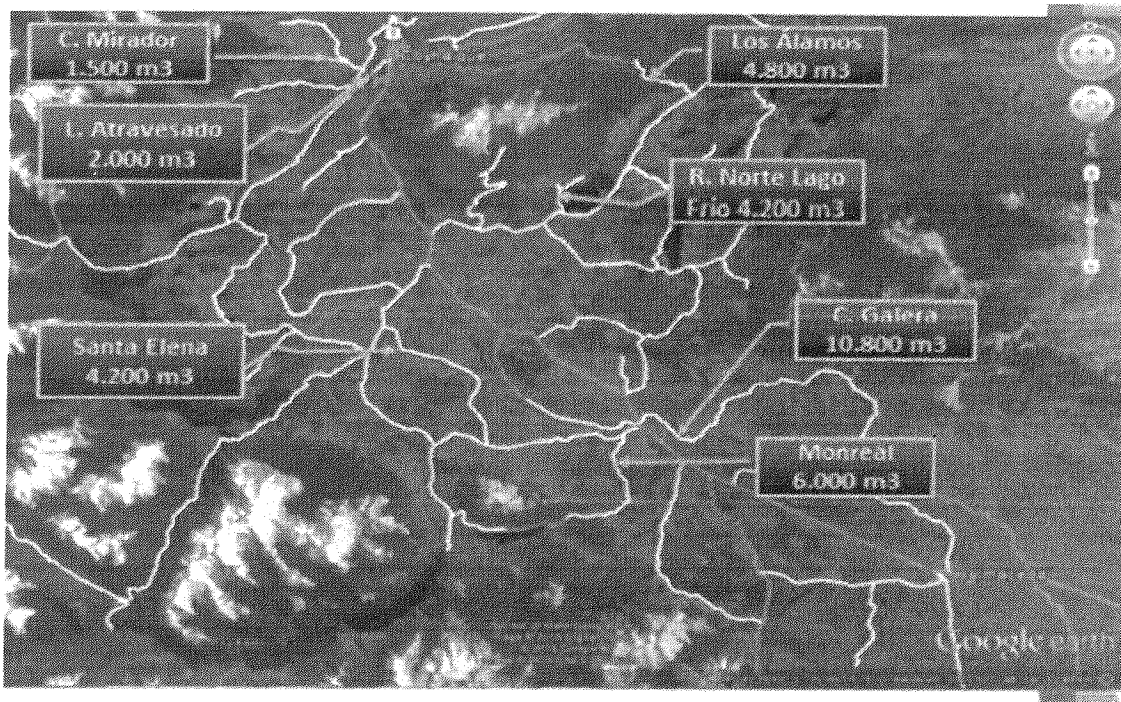 C. Mirador
1.500 m3
Los Alamos
4.800 m3
L. Atravesado
2.000 m3
R. Norte Lago
Frio 4.200 m3
C. Galera
10.800 m3
Santa Elena
4.200 m3
Monreal
6.000 m3
Google earth